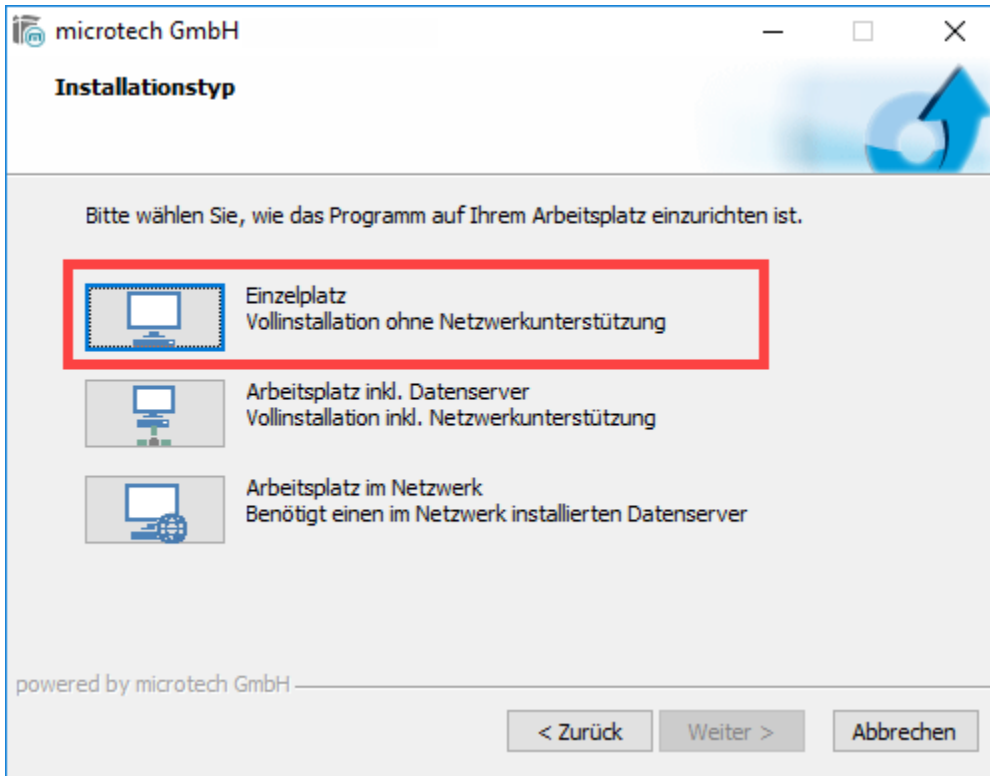 microtech GmbH
Installationstyp
Bitte wählen Sie, wie das Programm auf Ihrem Arbeitsplatz einzurichten ist.
Einzelplatz
Vollinstallation ohne Netzwerkunterstützung
Arbeitsplatz inkl. Datenserver
Vollinstallation inkl. Netzwerkunterstützung
Arbeitsplatz im Netzwerk
Benötigt einen im Netzwerk installierten Datenserver
powered by microtech GmbH
< Zurück
Weiter >
Abbrechen